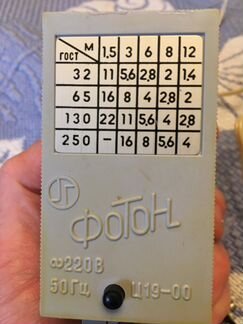 М ГОСТ 1,5 3 6 8 12
32 11 5,6 2,8 2 1,4
65 16 8 4 2,8 2
130 22 11 5,6 4 2,8
250 – 16 8 5,6 4
ФОТОН
~220В
50Гц Ц19-00